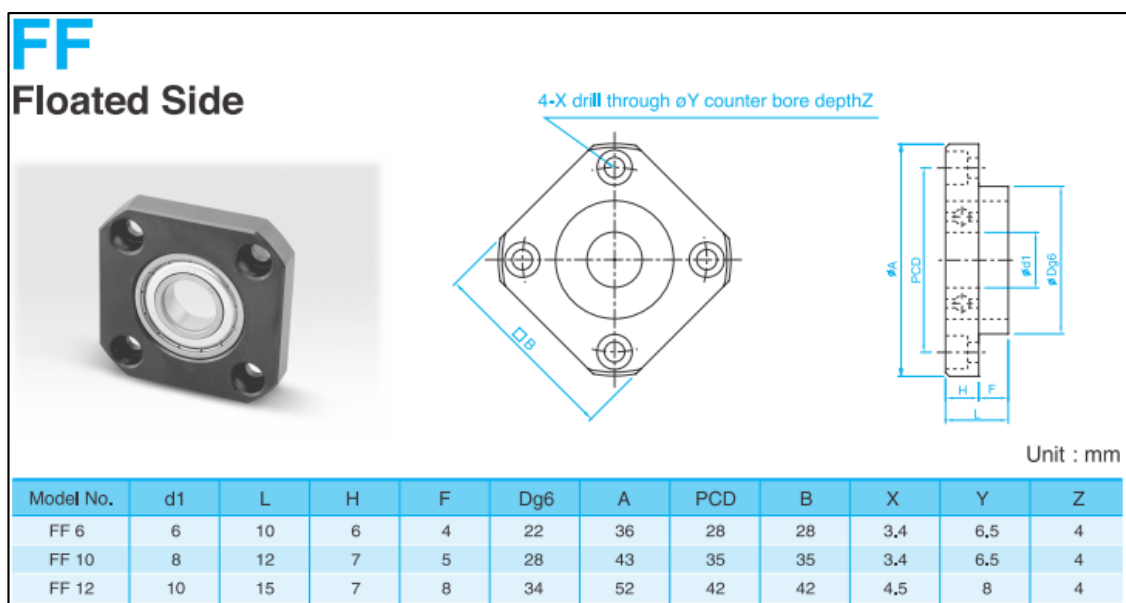 FF
Floated Side
4-X drill through øY counter bore depthZ
øA
PCD
ød1
øDg6
□B
H F
L
Unit : mm
Model No. d1 L H F Dg6 A PCD B X Y Z
FF 6 6 10 6 4 22 36 28 28 3.4 6.5 4
FF 10 8 12 7 5 28 43 35 35 3.4 6.5 4
FF 12 10 15 7 8 34 52 42 42 4.5 8 4